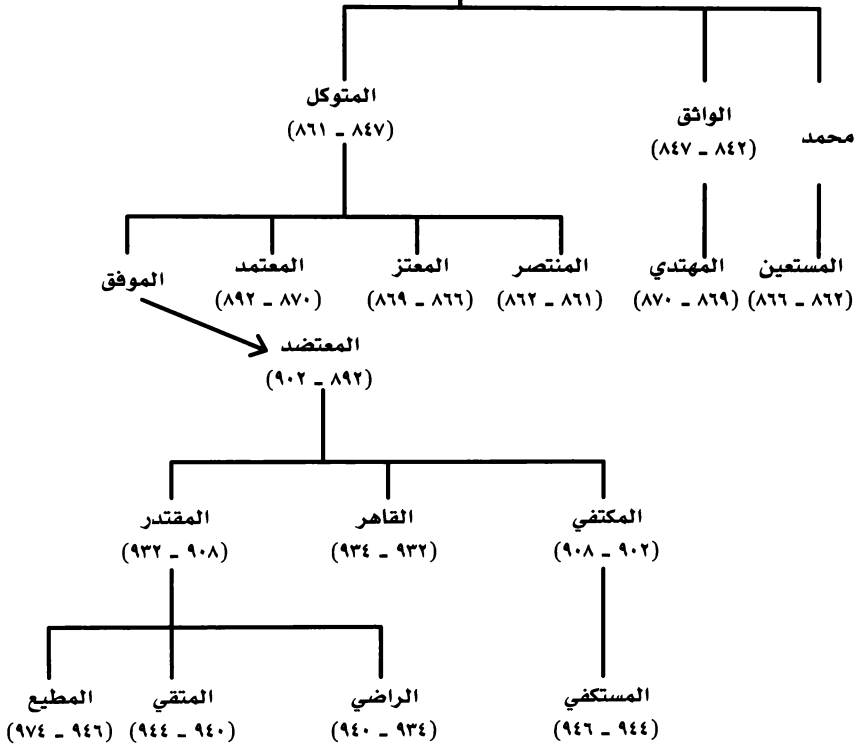 المتوكل
(٨٤٧ - ٨٦١)
الواثق
(٨٤٢ - ٨٤٧)
محمد
المستعين
(٨٦٢ - ٨٦٦)
المهتدي
(٨٦٩ - ٨٧٠)
المنتصر
(٨٦١ - ٨٦٢)
المعتز
(٨٦٦ - ٨٦٩)
المعتمد
(٨٧٠ - ٨٩٢)
الموفق
المعتضد
(٨٩٢ - ٩٠٢)
المكتفي
(٩٠٢ - ٩٠٨)
القاهر
(٩٣٢ - ٩٣٤)
المقتدر
(٩٠٨ - ٩٣٢)
المستكفي
(٩٤٤ - ٩٤٦)
الراضي
(٩٣٤ - ٩٤٠)
المتقي
(٩٤٠ - ٩٤٤)
المطيع
(٩٤٦ - ٩٧٤)